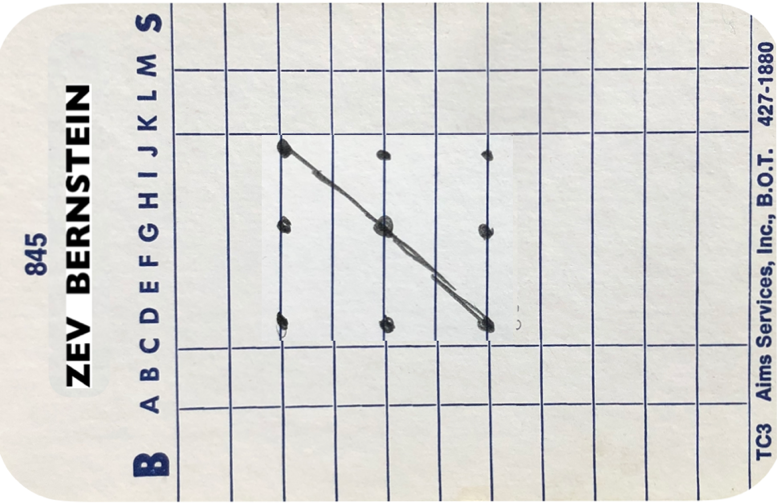 845
ZEV BERNSTEIN
B A B C D E F G H I J K L M S
TC3 Aims Services, Inc., B.O.T. 427-1880